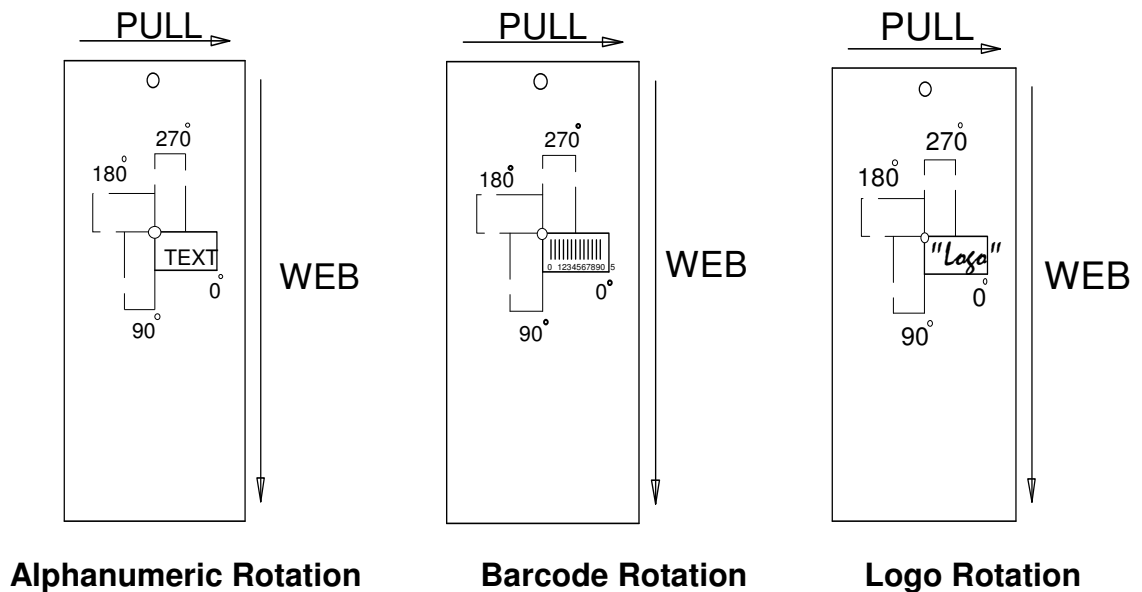 PULL PULL PULL
270° 270° 270°
180° 180° 180°
TEXT "Logo"
0 1234567890 5
WEB WEB WEB
0° 0° 0°
90° 90° 90°
Alphanumeric Rotation Barcode Rotation Logo Rotation